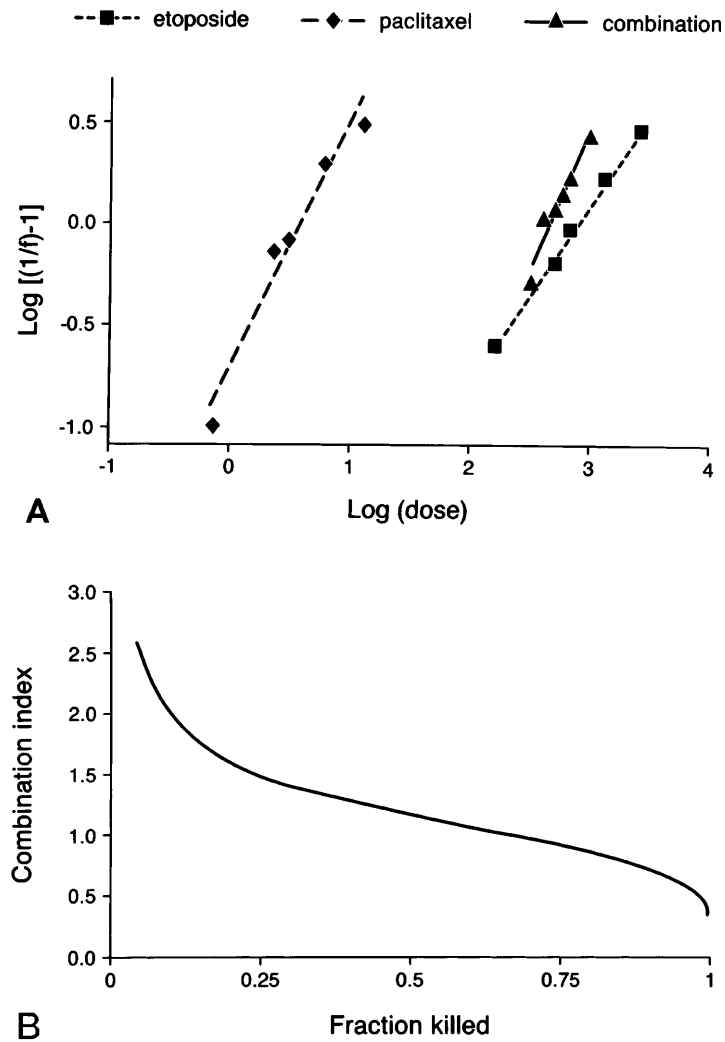 etoposide paclitaxel combination
Log [(1/f)-1]
0.5
0.0
-0.5
-1.0
-1 0 1 2 3 4
Log (dose)
A
Combination index
3.0
2.5
2.0
1.5
1.0
0.5
0.0
0 0.25 0.5 0.75 1
Fraction killed
B